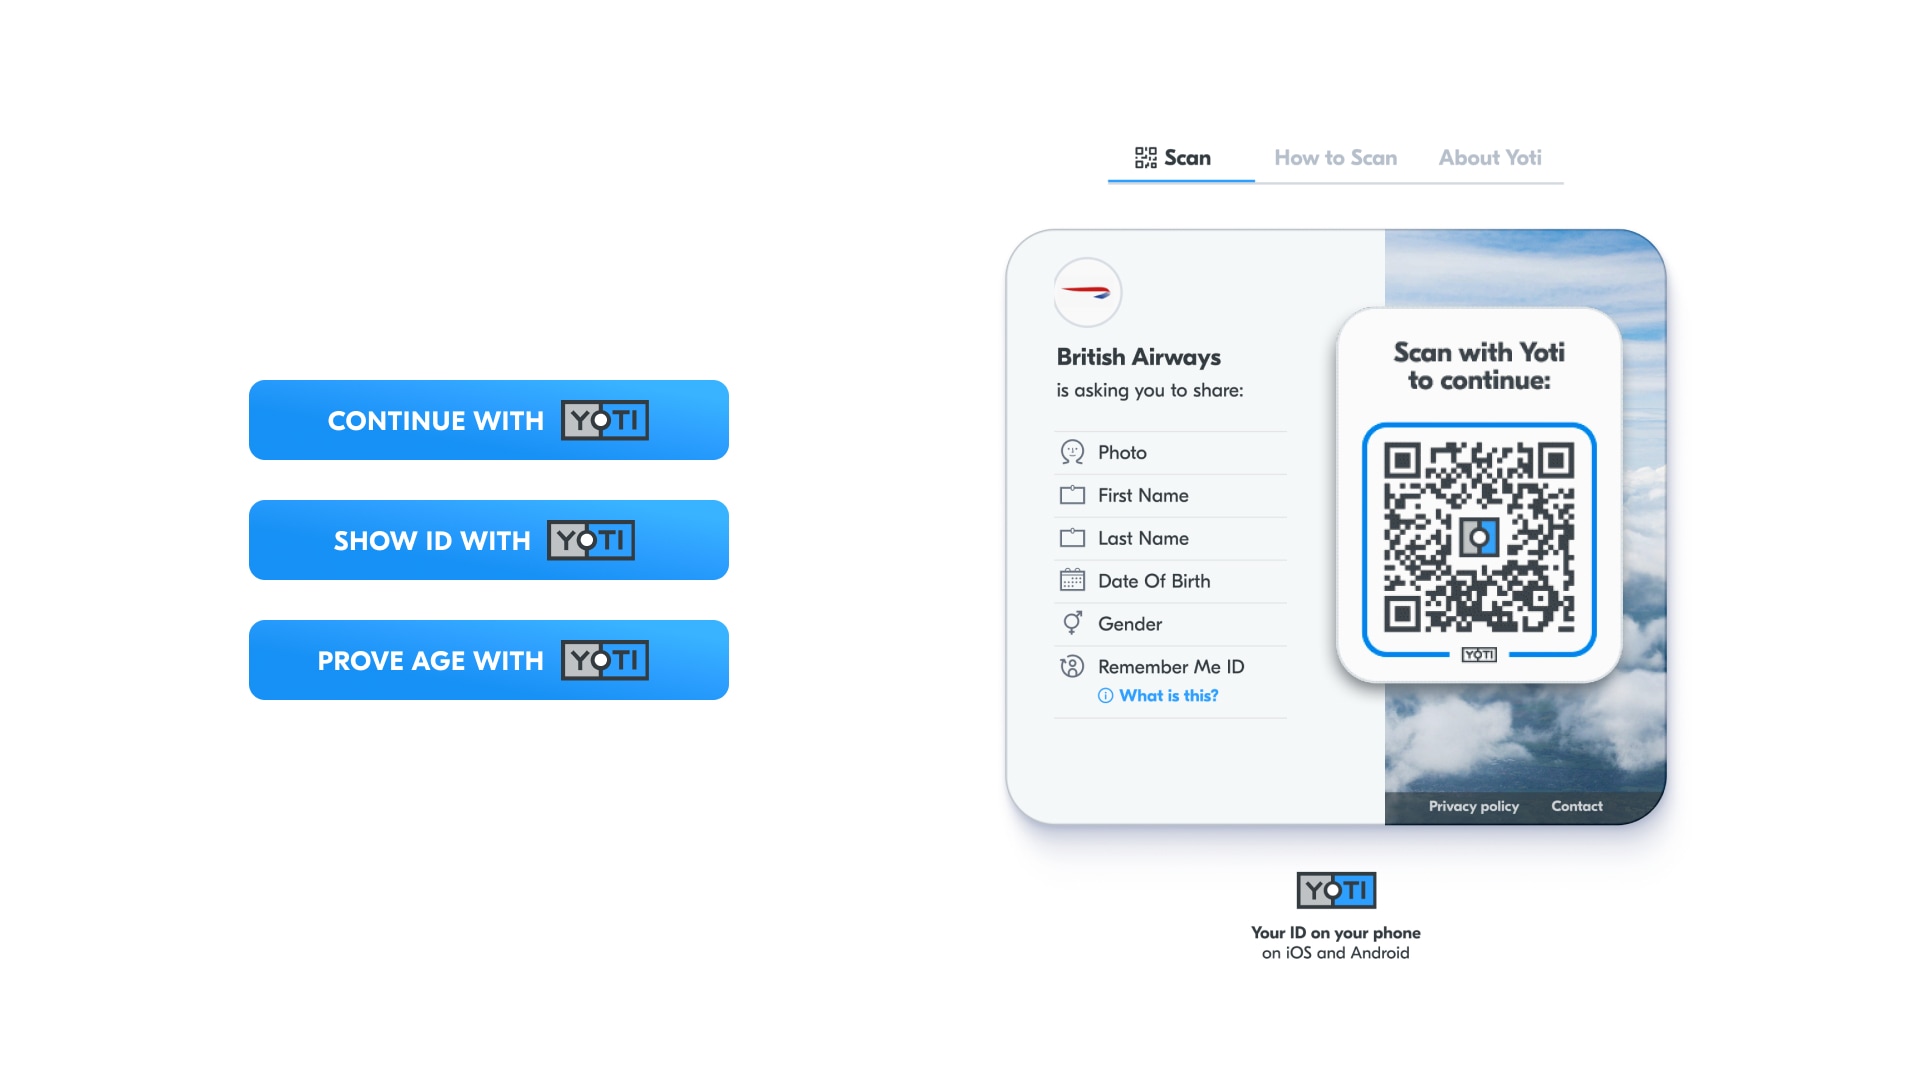 CONTINUE WITH YOTI
SHOW ID WITH YOTI
PROVE AGE WITH YOTI
Scan
How to Scan
About Yoti
British Airways
is asking you to share:
Photo
First Name
Last Name
Date Of Birth
Gender
Remember Me ID
What is this?
Scan with Yoti
to continue:
YOTI
Privacy policy
Contact
YOTI
Your ID on your phone
on iOS and Android